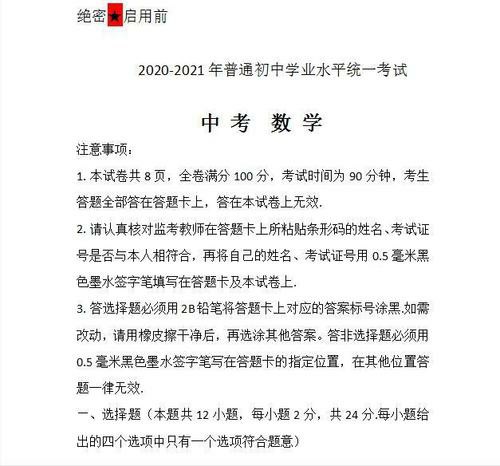 绝密★启用前
2020-2021 年普通初中学业水平统一考试
中 考 数 学
注意事项：
1. 本试卷共 8 页，全卷满分 100 分，考试时间为 90 分钟，考生
答题全部答在答题卡上，答在本试卷上无效.
2. 请认真核对监考教师在答题卡上所粘贴条形码的姓名、考试证
号是否与本人相符合，再将自己的姓名、考试证号用 0.5 毫米黑
色墨水签字笔填写在答题卡及本试卷上.
3. 答选择题必须用 2B 铅笔将答题卡上对应的答案标号涂黑.如需
改动，请用橡皮擦干净后，再选涂其他答案。答非选择题必须用
0.5 毫米黑色墨水签字笔写在答题卡的指定位置，在其他位置答
题一律无效.
一、选择题（本题共 12 小题，每小题 2 分，共 24 分.每小题给
出的四个选项中只有一个选项符合题意）